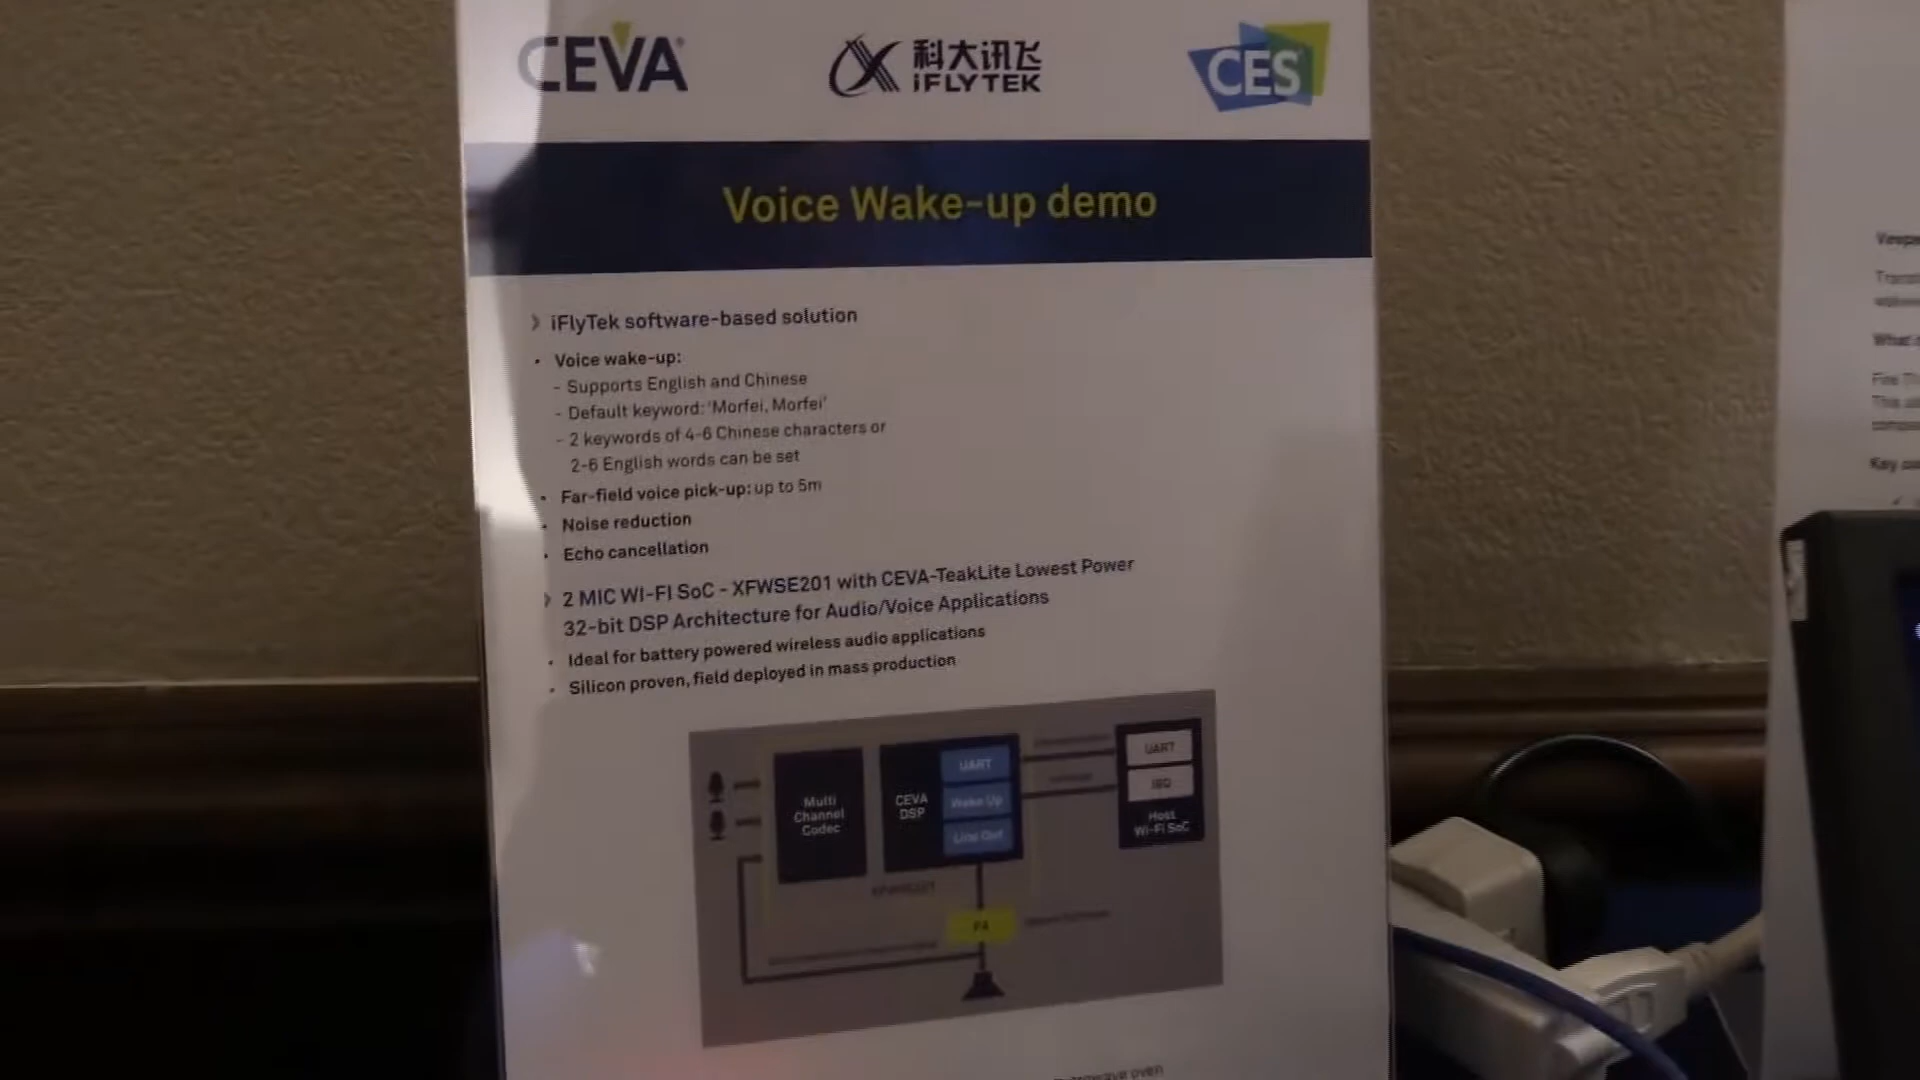 CEVA
科大讯飞
iFLYTEK
CES
Voice Wake-up demo
iFlyTek software-based solution
Voice wake-up:
- Supports English and Chinese
- Default keyword: 'Morfei, Morfei'
- 2 keywords of 4-6 Chinese characters or
2-6 English words can be set
Far-field voice pick-up: up to 5m
Noise reduction
Echo cancellation
2 MIC WI-FI SoC - XFWSE201 with CEVA-TeakLite Lowest Power
32-bit DSP Architecture for Audio/Voice Applications
Ideal for battery powered wireless audio applications
Silicon proven, field deployed in mass production
Multi
Channel
Codec
CEVA
DSP
UART
Wake Up
Line Out
UART
IRQ
Host
Wi-Fi SoC
PA
oven
What
Key